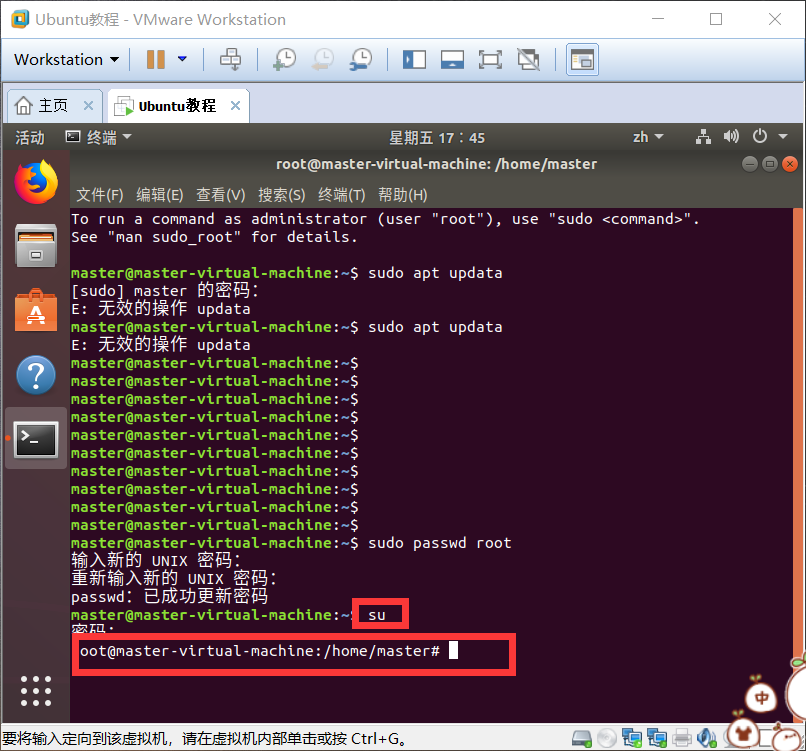 Ubuntu教程 - VMware Workstation
Workstation
主页
Ubuntu教程
活动 终端 星期五 17：45 zh
root@master-virtual-machine: /home/master
文件(F) 编辑(E) 查看(V) 搜索(S) 终端(T) 帮助(H)
To run a command as administrator (user "root"), use "sudo <command>".
See "man sudo_root" for details.
master@master-virtual-machine:~$ sudo apt updata
[sudo] master 的密码：
E: 无效的操作 updata
master@master-virtual-machine:~$ sudo apt updata
E: 无效的操作 updata
master@master-virtual-machine:~$
master@master-virtual-machine:~$
master@master-virtual-machine:~$
master@master-virtual-machine:~$
master@master-virtual-machine:~$
master@master-virtual-machine:~$
master@master-virtual-machine:~$
master@master-virtual-machine:~$
master@master-virtual-machine:~$
master@master-virtual-machine:~$
master@master-virtual-machine:~$ sudo passwd root
输入新的 UNIX 密码：
重新输入新的 UNIX 密码：
passwd：已成功更新密码
master@master-virtual-machine:~$ su
密码：
oot@master-virtual-machine:/home/master#
中
要将输入定向到该虚拟机，请在虚拟机内部单击或按 Ctrl+G。